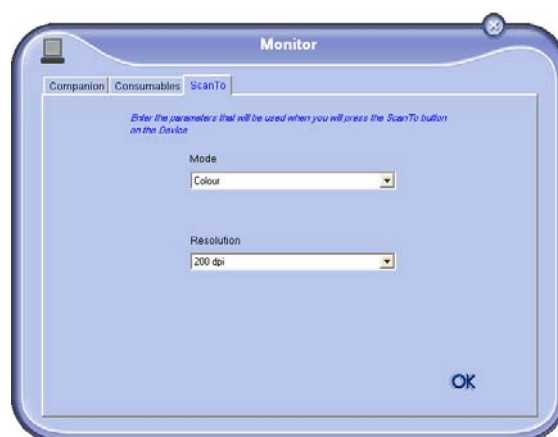 Monitor
Companion Consumables ScanTo
Enter the parameters that will be used when you will press the ScanTo button
on the Device
Mode
Colour
Resolution
200 dpi
OK